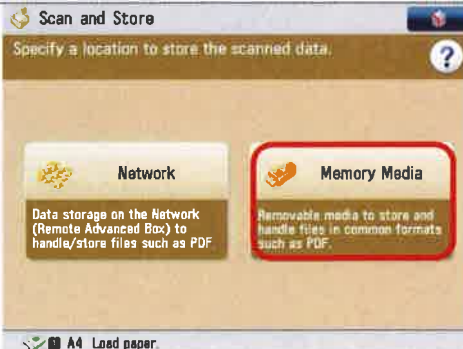 Scan and Store
Specify a location to store the scanned data.
?
Network
Data storage on the Network
(Remote Advanced Box) to
handle/store files such as PDF.
Memory Media
Removable media to store and
handle files in common formats
such as PDF.
A4 Load paper.